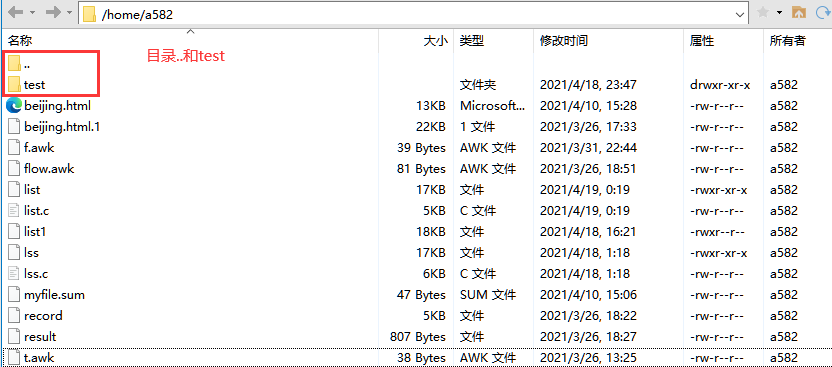 /home/a582
名称 大小 类型 修改时间 属性 所有者
目录..和test
..
test 文件夹 2021/4/18, 23:47 drwxr-xr-x a582
beijing.html 13KB Microsoft... 2021/4/10, 15:28 -rw-r--r-- a582
beijing.html.1 22KB 1 文件 2021/3/26, 17:33 -rw-r--r-- a582
f.awk 39 Bytes AWK 文件 2021/3/31, 22:44 -rw-r--r-- a582
flow.awk 81 Bytes AWK 文件 2021/3/26, 18:51 -rw-r--r-- a582
list 17KB 文件 2021/4/19, 0:19 -rwxr-xr-x a582
list.c 5KB C 文件 2021/4/19, 0:19 -rw-r--r-- a582
list1 18KB 文件 2021/4/18, 16:21 -rwxr--r-- a582
lss 17KB 文件 2021/4/18, 1:18 -rwxr-xr-x a582
lss.c 6KB C 文件 2021/4/18, 1:18 -rw-r--r-- a582
myfile.sum 47 Bytes SUM 文件 2021/4/10, 15:06 -rw-r--r-- a582
record 5KB 文件 2021/3/26, 18:22 -rw-r--r-- a582
result 807 Bytes 文件 2021/3/26, 18:27 -rw-r--r-- a582
t.awk 38 Bytes AWK 文件 2021/3/26, 13:25 -rw-r--r-- a582